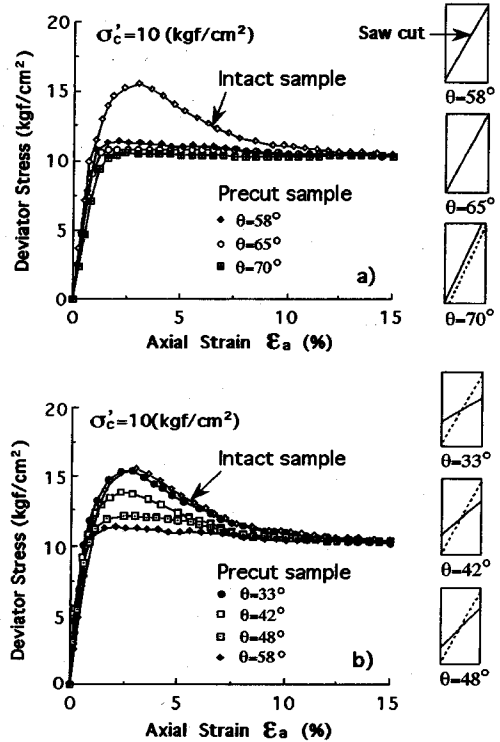 σ'c=10 (kgf/cm²)
Saw cut
Intact sample
θ=58°
θ=65°
θ=70°
Precut sample
θ=58°
θ=65°
θ=70°
a)
20
15
10
5
0
Deviator Stress (kgf/cm²)
0 5 10 15
Axial Strain εa (%)
σ'c=10(kgf/cm²)
Intact sample
θ=33°
θ=42°
θ=48°
Precut sample
θ=33°
θ=42°
θ=48°
θ=58°
b)
20
15
10
5
0
Deviator Stress (kgf/cm²)
0 5 10 15
Axial Strain εa (%)